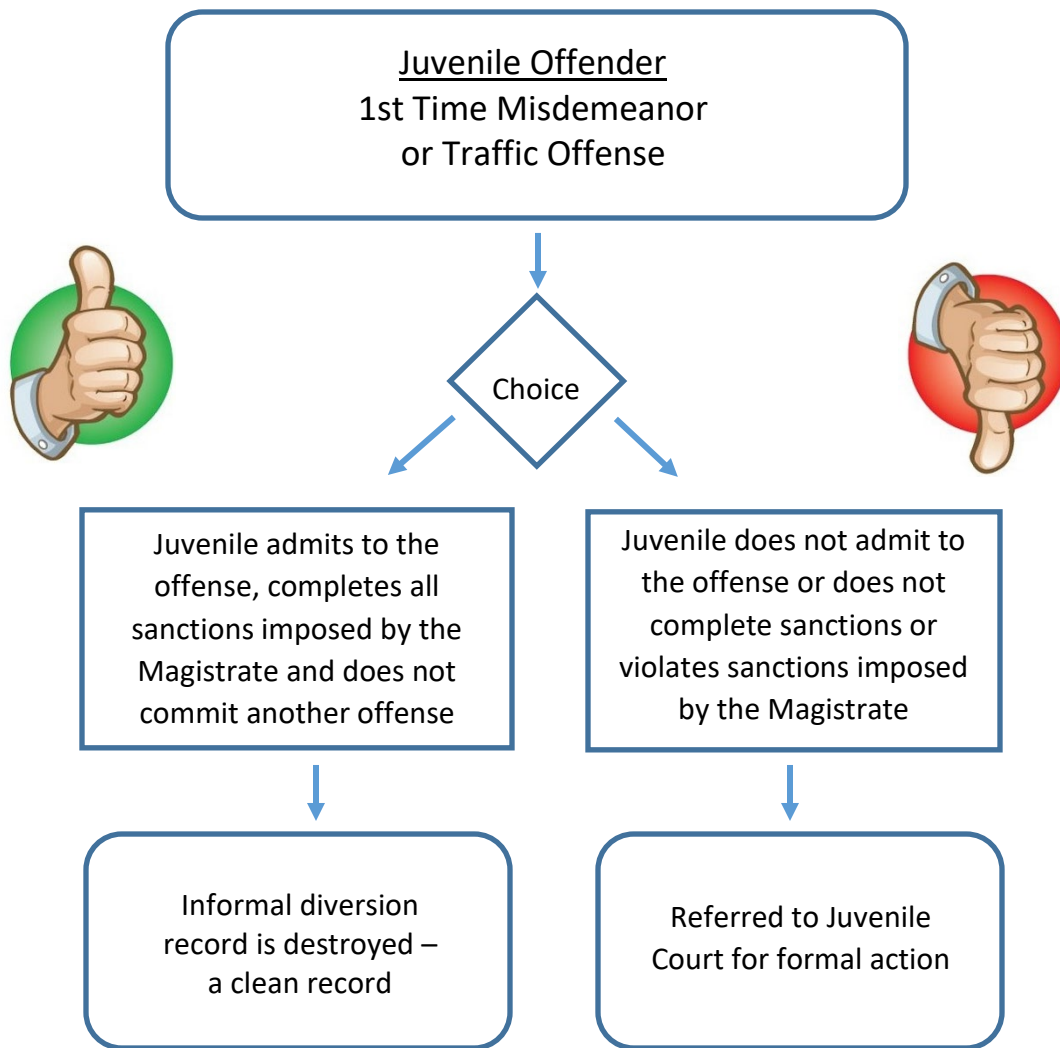 Juvenile Offender
1st Time Misdemeanor
or Traffic Offense
Choice
Juvenile admits to the
offense, completes all
sanctions imposed by the
Magistrate and does not
commit another offense
Juvenile does not admit to
the offense or does not
complete sanctions or
violates sanctions imposed
by the Magistrate
Informal diversion
record is destroyed –
a clean record
Referred to Juvenile
Court for formal action